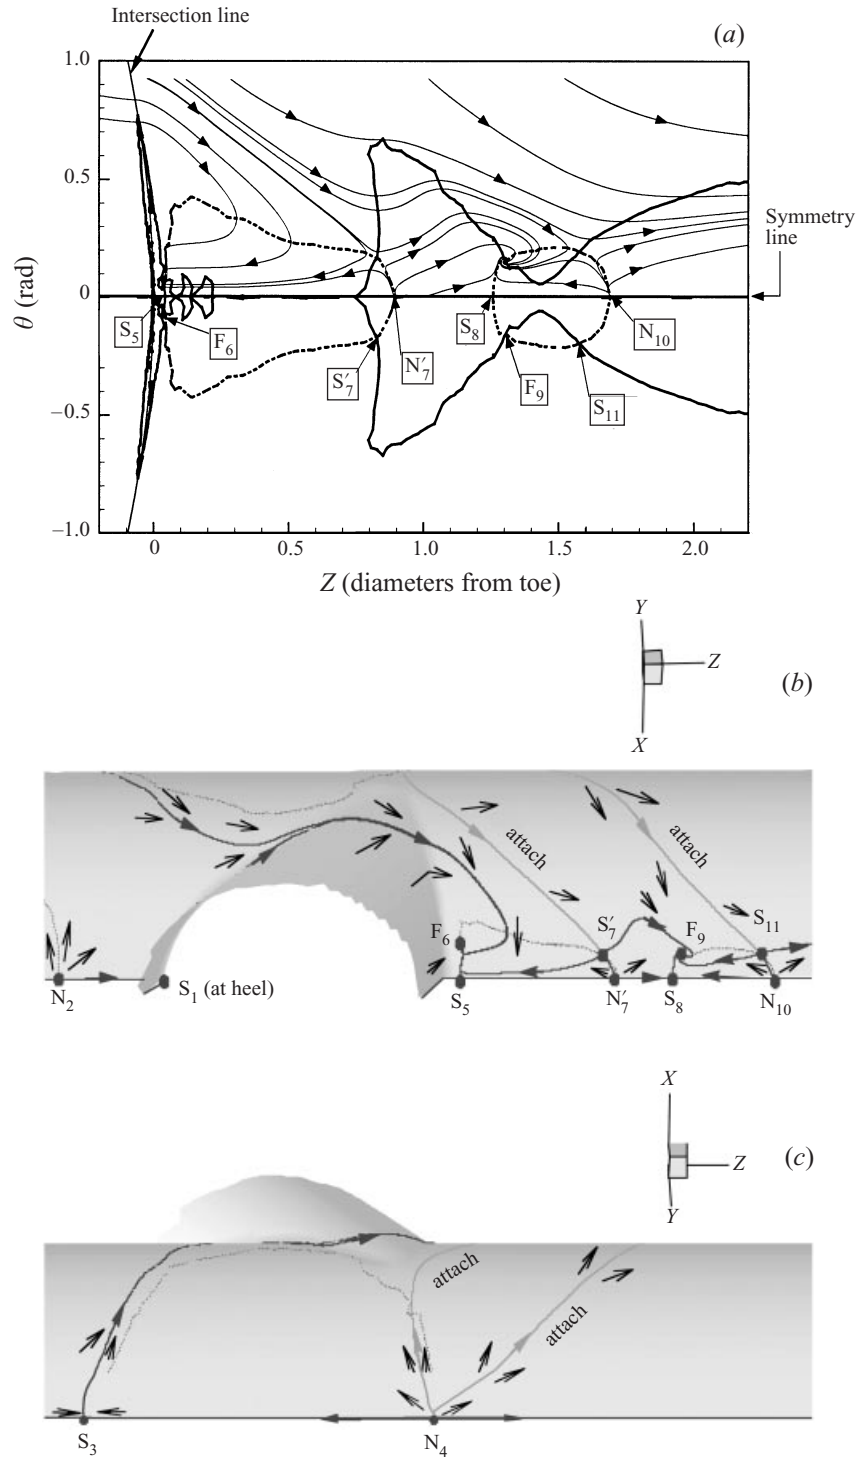 Intersection line
(a)
1.0
0.5
0
−0.5
−1.0
θ (rad)
Symmetry
line
S5
F6
S′7
N′7
S8
F9
N10
S11
0
0.5
1.0
1.5
2.0
Z (diameters from toe)
Y
Z
X
(b)
attach
attach
F6
S′7
F9
S11
N2
S1 (at heel)
S5
N′7
S8
N10
X
Z
Y
(c)
attach
attach
S3
N4